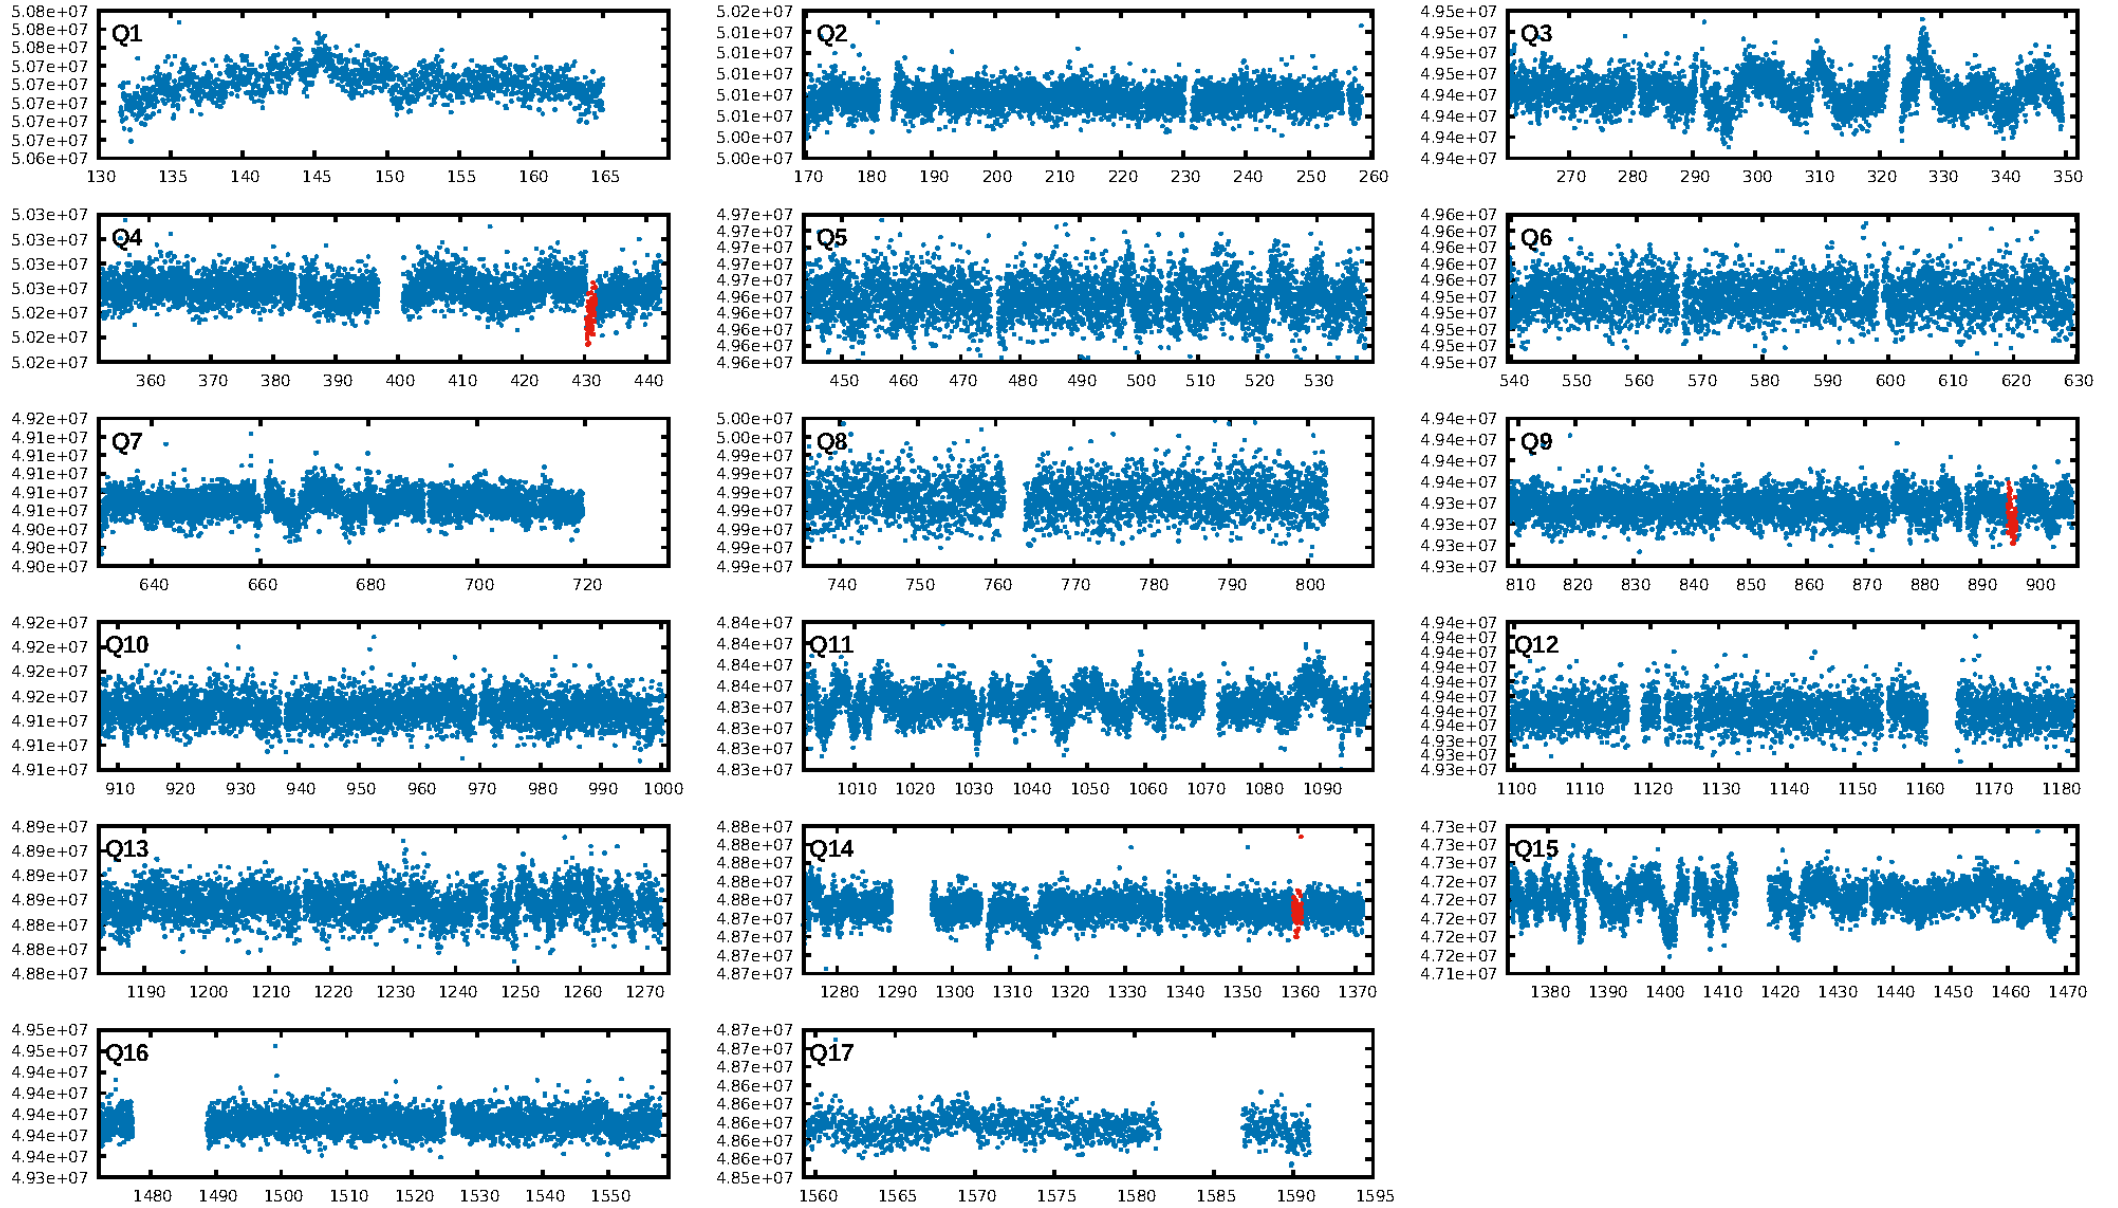 5.08e+07 5.08e+07 5.08e+07 5.07e+07 5.07e+07 5.07e+07 5.07e+07 5.07e+07 5.06e+07
Q1
130 135 140 145 150 155 160 165
5.02e+07 5.01e+07 5.01e+07 5.01e+07 5.01e+07 5.01e+07 5.00e+07 5.00e+07
Q2
170 180 190 200 210 220 230 240 250 260
4.95e+07 4.95e+07 4.95e+07 4.95e+07 4.94e+07 4.94e+07 4.94e+07 4.94e+07
Q3
270 280 290 300 310 320 330 340 350
5.03e+07 5.03e+07 5.03e+07 5.03e+07 5.02e+07 5.02e+07 5.02e+07
Q4
360 370 380 390 400 410 420 430 440
4.97e+07 4.97e+07 4.97e+07 4.97e+07 4.97e+07 4.96e+07 4.96e+07 4.96e+07 4.96e+07 4.96e+07
Q5
450 460 470 480 490 500 510 520 530
4.96e+07 4.96e+07 4.96e+07 4.96e+07 4.96e+07 4.95e+07 4.95e+07 4.95e+07 4.95e+07 4.95e+07
Q6
540 550 560 570 580 590 600 610 620 630
4.92e+07 4.91e+07 4.91e+07 4.91e+07 4.91e+07 4.91e+07 4.90e+07 4.90e+07 4.90e+07
Q7
640 660 680 700 720
5.00e+07 5.00e+07 4.99e+07 4.99e+07 4.99e+07 4.99e+07 4.99e+07 4.99e+07 4.99e+07
Q8
740 750 760 770 780 790 800
4.94e+07 4.94e+07 4.94e+07 4.94e+07 4.93e+07 4.93e+07 4.93e+07 4.93e+07
Q9
810 820 830 840 850 860 870 880 890 900
4.92e+07 4.92e+07 4.92e+07 4.92e+07 4.91e+07 4.91e+07 4.91e+07
Q10
910 920 930 940 950 960 970 980 990 1000
4.84e+07 4.84e+07 4.84e+07 4.84e+07 4.83e+07 4.83e+07 4.83e+07 4.83e+07
Q11
1010 1020 1030 1040 1050 1060 1070 1080 1090
4.94e+07 4.94e+07 4.94e+07 4.94e+07 4.94e+07 4.94e+07 4.94e+07 4.94e+07 4.93e+07 4.93e+07 4.93e+07
Q12
1100 1110 1120 1130 1140 1150 1160 1170 1180
4.89e+07 4.89e+07 4.89e+07 4.89e+07 4.88e+07 4.88e+07 4.88e+07
Q13
1190 1200 1210 1220 1230 1240 1250 1260 1270
4.88e+07 4.88e+07 4.88e+07 4.88e+07 4.88e+07 4.87e+07 4.87e+07 4.87e+07 4.87e+07
Q14
1280 1290 1300 1310 1320 1330 1340 1350 1360 1370
4.73e+07 4.73e+07 4.73e+07 4.72e+07 4.72e+07 4.72e+07 4.72e+07 4.71e+07
Q15
1380 1390 1400 1410 1420 1430 1440 1450 1460 1470
4.95e+07 4.95e+07 4.94e+07 4.94e+07 4.94e+07 4.94e+07 4.94e+07 4.93e+07
Q16
1480 1490 1500 1510 1520 1530 1540 1550
4.87e+07 4.87e+07 4.87e+07 4.86e+07 4.86e+07 4.86e+07 4.86e+07 4.86e+07 4.85e+07
Q17
1560 1565 1570 1575 1580 1585 1590 1595